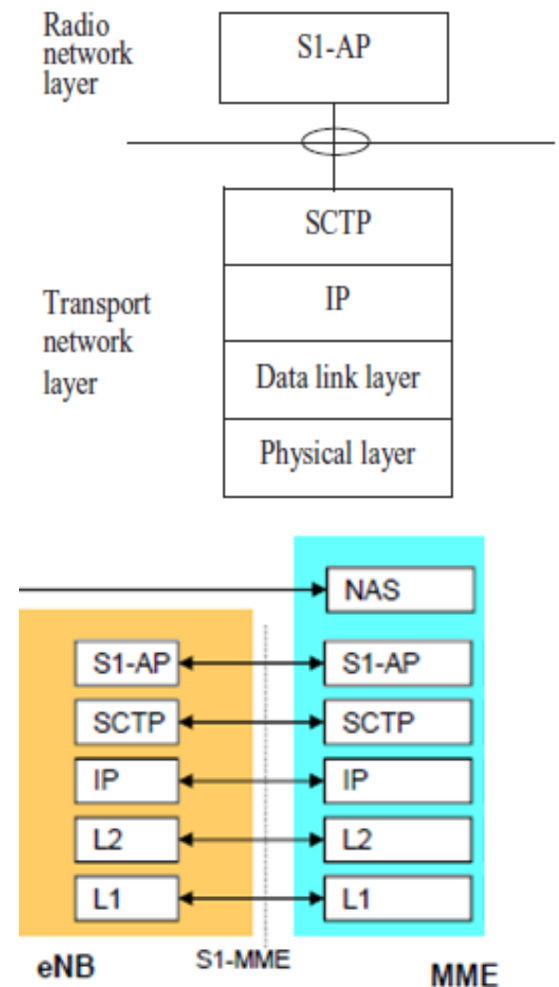 Radio
network
layer
S1-AP
SCTP
IP
Transport
network
layer
Data link layer
Physical layer
NAS
S1-AP
S1-AP
SCTP
SCTP
IP
IP
L2
L2
L1
L1
eNB
S1-MME
MME